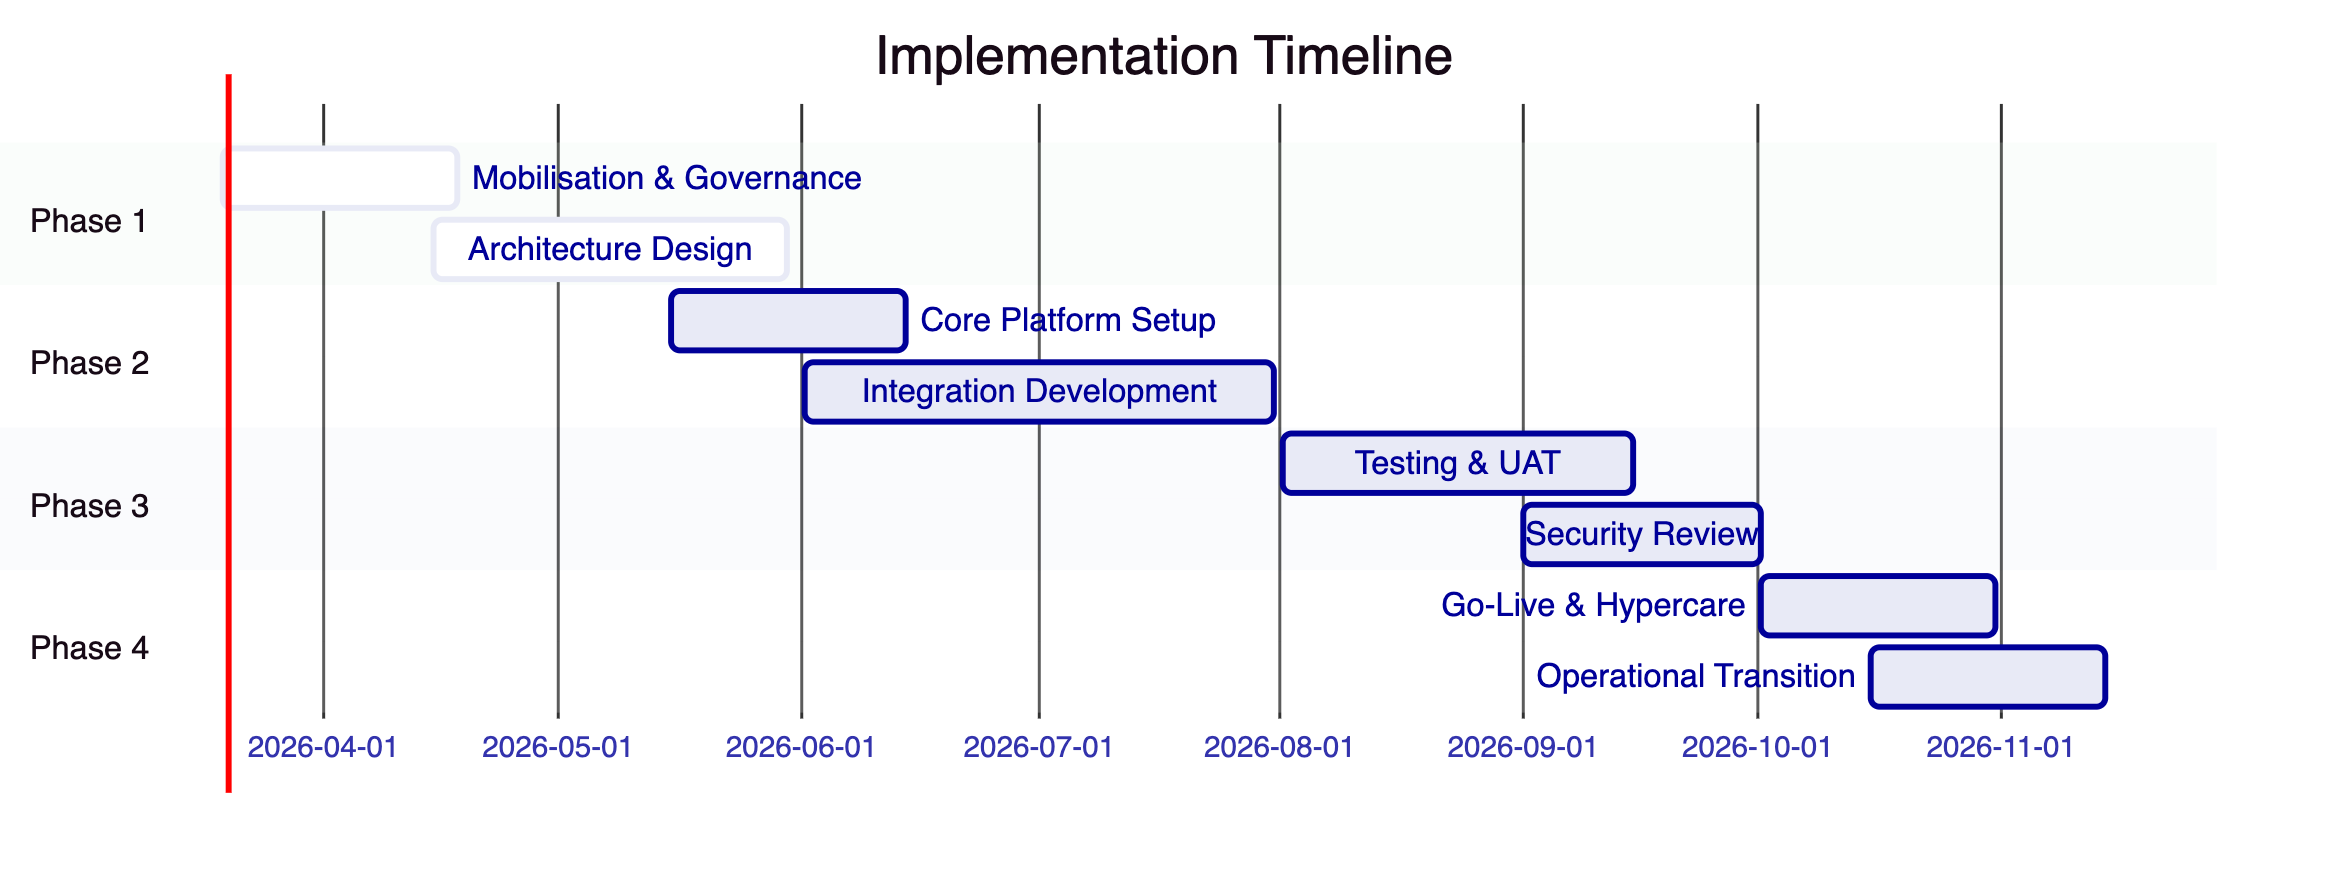 Implementation Timeline
Phase 1
Mobilisation & Governance
Architecture Design
Phase 2
Core Platform Setup
Integration Development
Phase 3
Testing & UAT
Security Review
Phase 4
Go-Live & Hypercare
Operational Transition
2026-04-01 2026-05-01 2026-06-01 2026-07-01 2026-08-01 2026-09-01 2026-10-01 2026-11-01